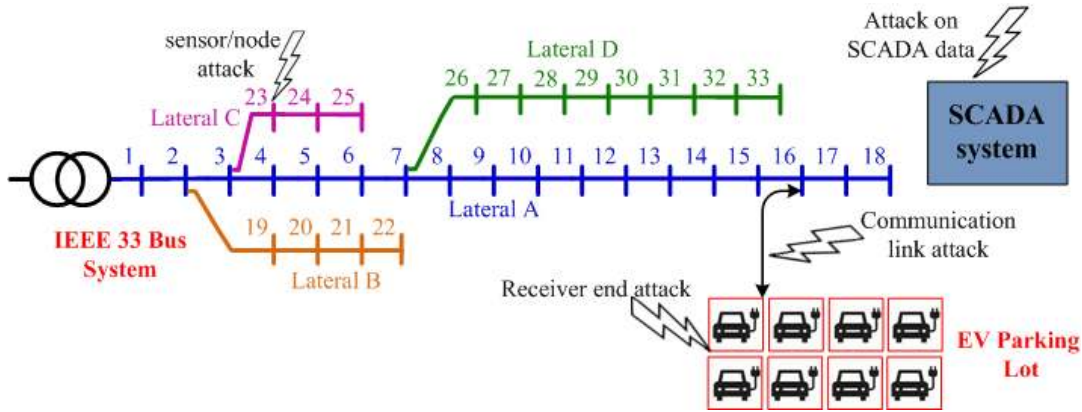 Attack on
SCADA data
sensor/node
attack
Lateral D
26 27 28 29 30 31 32 33
23 24 25
Lateral C
SCADA
system
1 2 3 4 5 6 7 8 9 10 11 12 13 14 15 16 17 18
Lateral A
19 20 21 22
IEEE 33 Bus
System
Lateral B
Communication
link attack
Receiver end attack
EV Parking
Lot